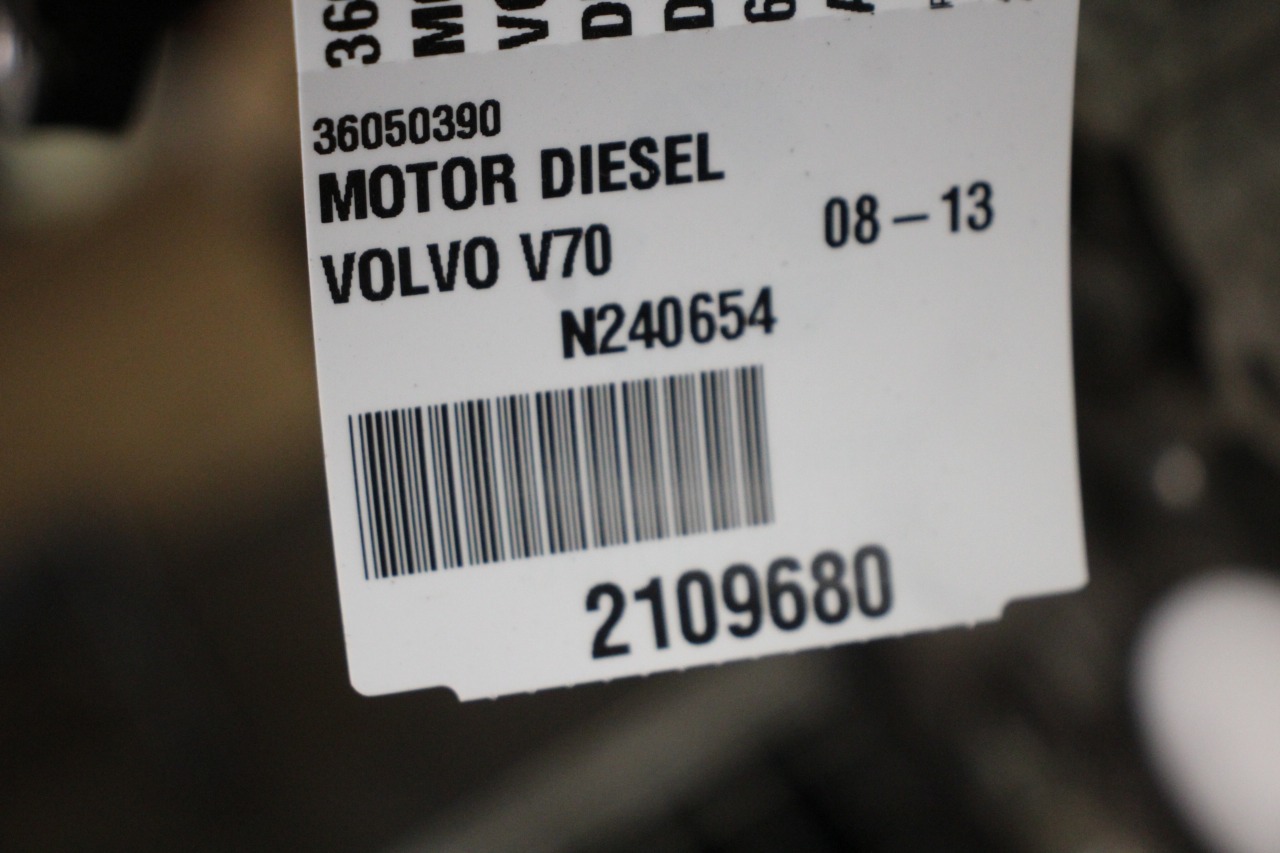 36050390
MOTOR DIESEL
VOLVO V70 08-13
N240654
2109680